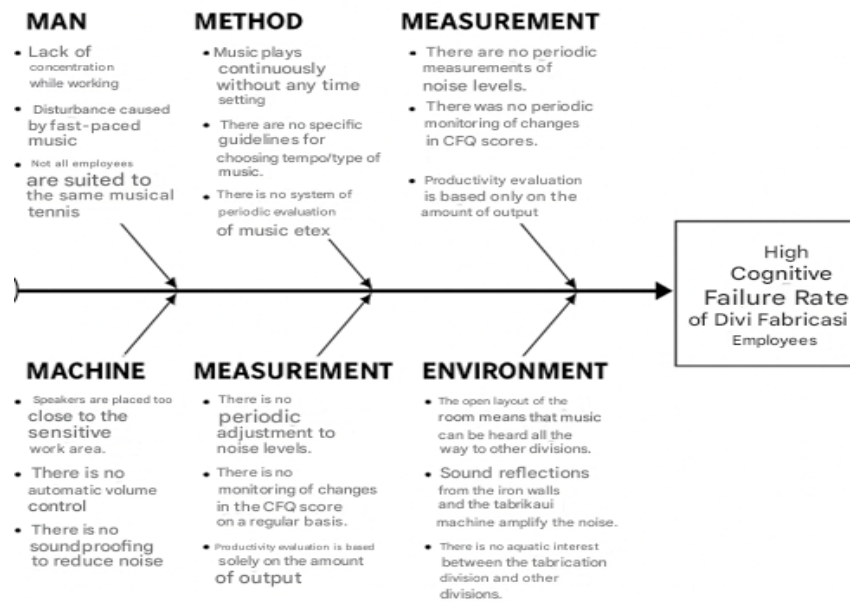 MAN
• Lack of
concentration
while working
• Disturbance caused
by fast-paced
music
• Not all employees
are suited to
the same musical
tennis
METHOD
• Music plays
continuously
without any time
setting
• There are no specific
guidelines for
choosing tempo/type of
music.
• There is no system of
periodic evaluation
of music etex
MEASUREMENT
• There are no periodic
measurements of
noise levels.
• There was no periodic
monitoring of changes
in CFQ scores.
• Productivity evaluation
is based only on the
amount of output
High
Cognitive
Failure Rate
of Divi Fabricasi
Employees
MACHINE
• Speakers are placed too
close to the
sensitive
work area.
• There is no
automatic volume
control
• There is no
soundproofing
to reduce noise
MEASUREMENT
• There is no
periodic
adjustment to
noise levels.
• There is no
monitoring of changes
in the CFQ score
on a regular basis.
• Productivity evaluation is based
solely on the amount
of output
ENVIRONMENT
• The open layout of the
room means that music
can be heard all the
way to other divisions.
• Sound reflections
from the iron walls
and the tabrikaui
machine amplify the noise.
• There is no aquatic interest
between the tabrication
division and other
divisions.